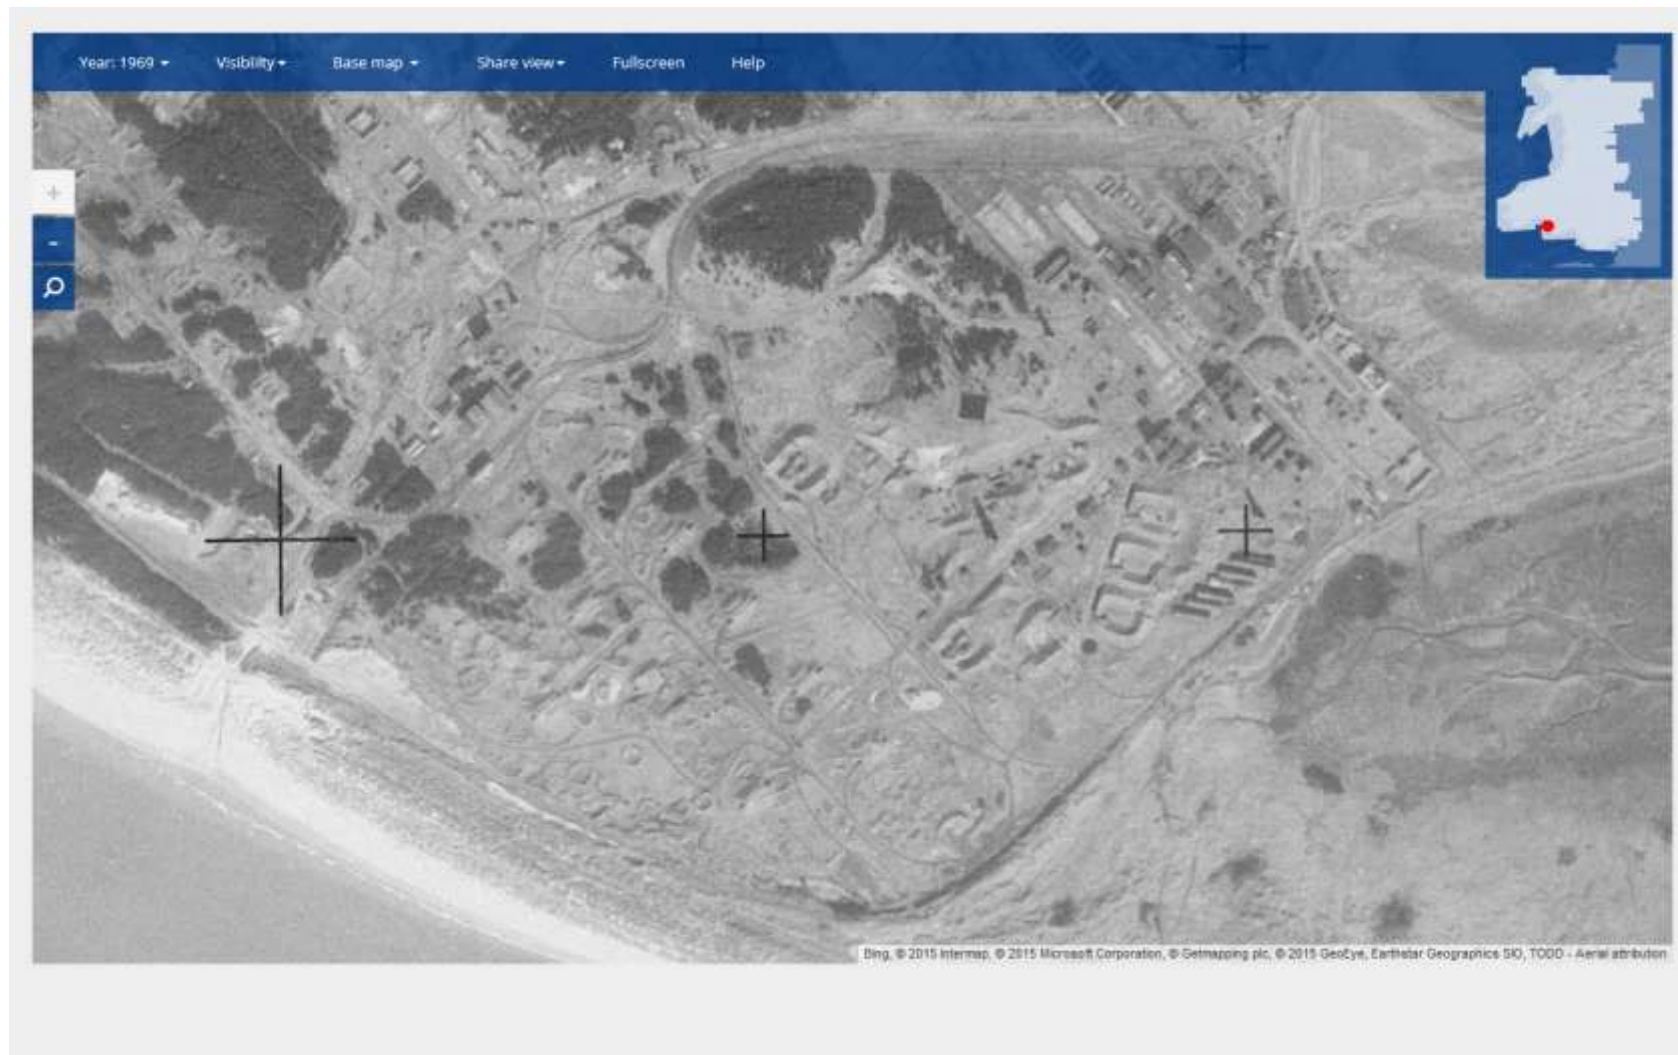 Year: 1969 Visibility Base map Share view Fullscreen Help
+
-
Bing, © 2015 Intermap, © 2015 Microsoft Corporation, © Getmapping plc, © 2015 GeoEye, Earthstar Geographics SIO, TODD - Aerial attribution